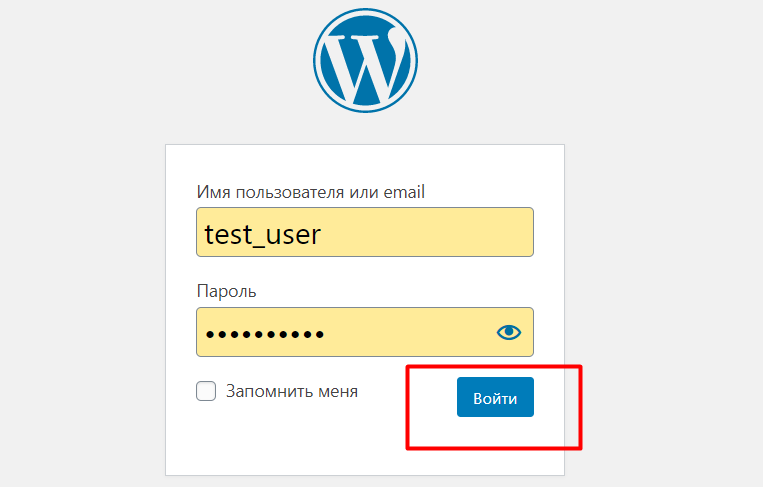 Имя пользователя или email
test_user
Пароль
••••••••••
Запомнить меня
Войти